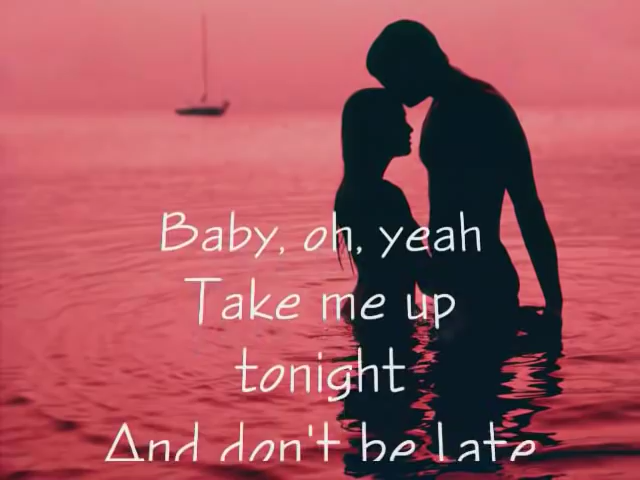 Baby, oh, yeah
Take me up
tonight
And don't be late